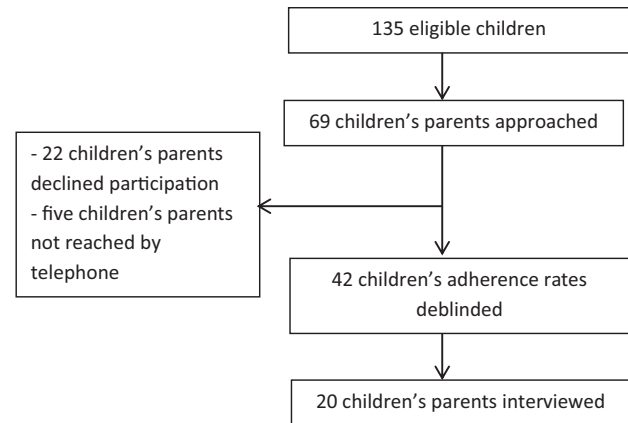 135 eligible children
69 children’s parents approached
- 22 children’s parents
declined participation
- five children’s parents
not reached by
telephone
42 children’s adherence rates
deblinded
20 children’s parents interviewed